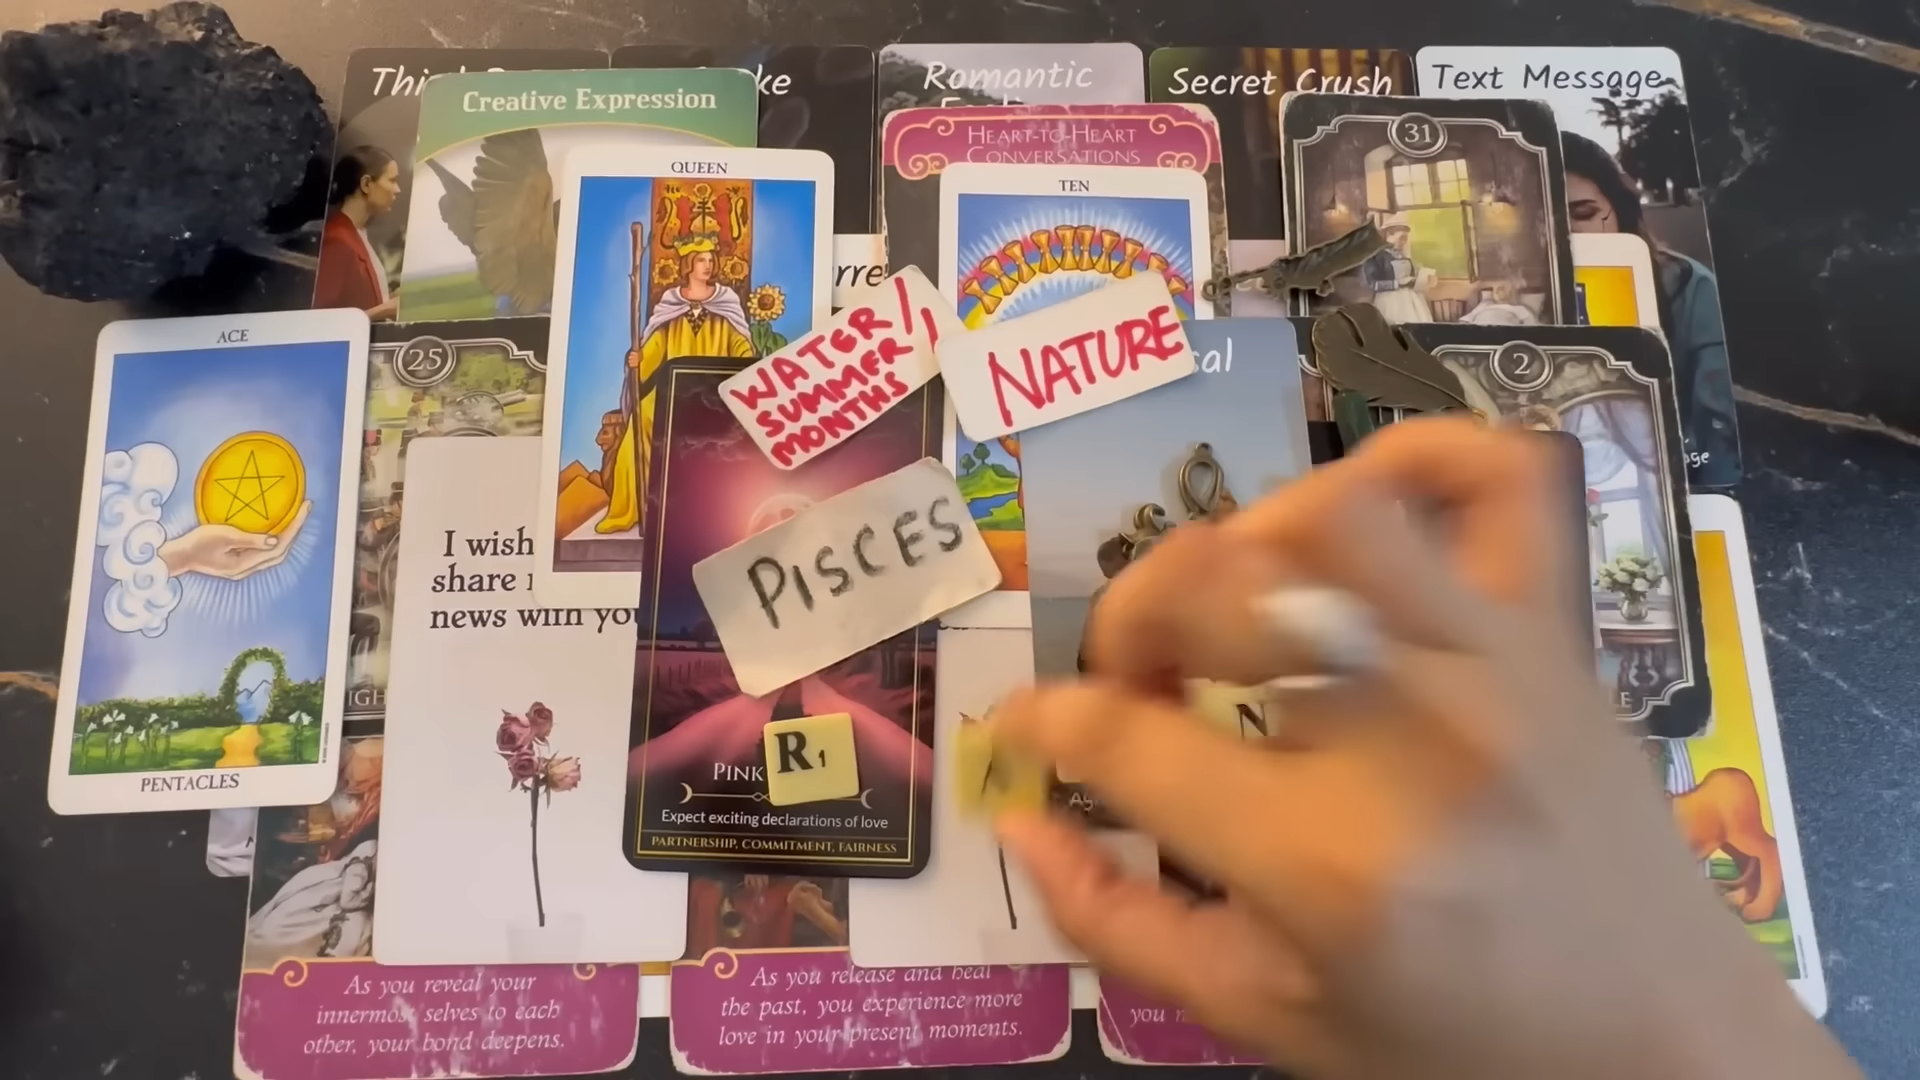 Romantic
Secret Crush
Text Message
Creative Expression
HEART-TO-HEART
CONVERSATIONS
QUEEN
TEN
31
ACE
25
2
WATER/
SUMMER
MONTHS
NATURE
PISCES
I wish
share
news with you
PENTACLES
R1
N
PINK
Expect exciting declarations of love
PARTNERSHIP, COMMITMENT, FAIRNESS
As you reveal your
innermost selves to each
other, your bond deepens.
As you release and heal
the past, you experience more
love in your present moments.
you